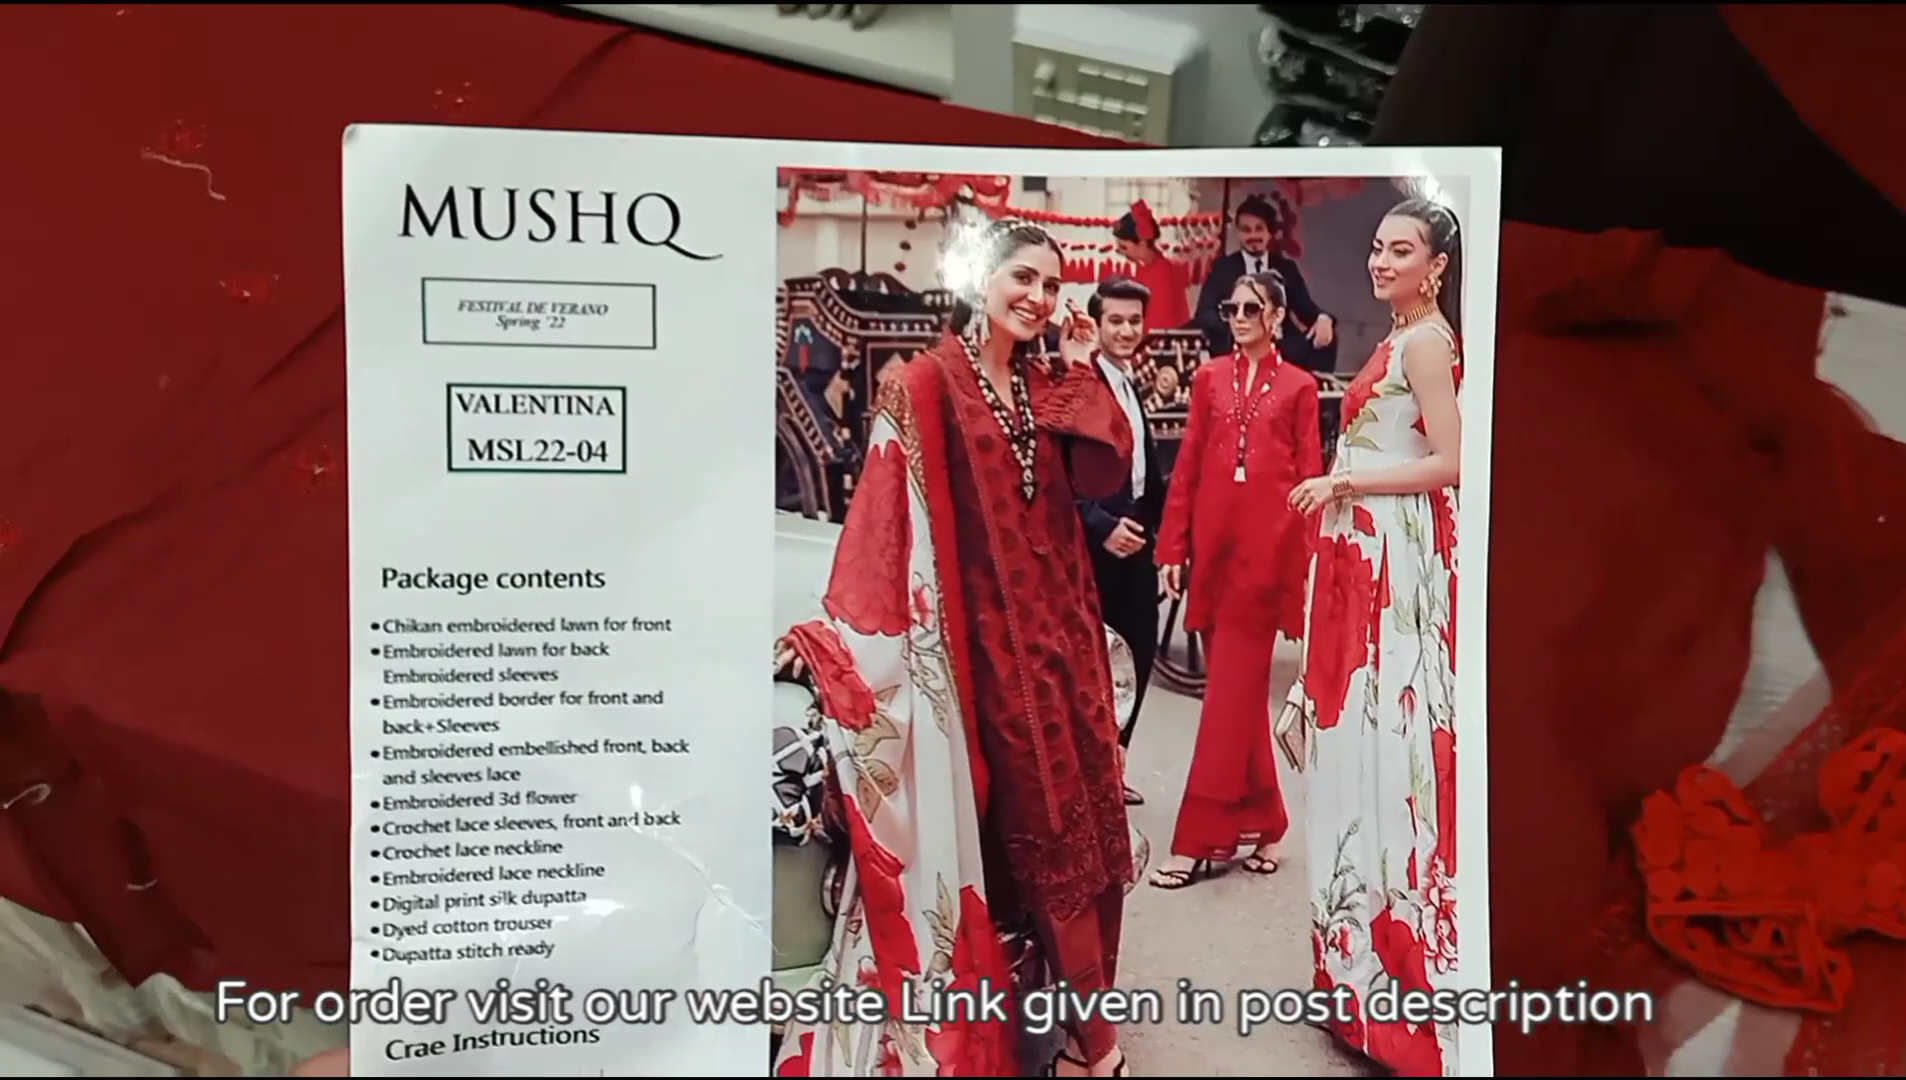 MUSHQ
FESTIVAL DE VERANO
Spring '22
VALENTINA
MSL22-04
Package contents
• Chikan embroidered lawn for front
• Embroidered lawn for back
Embroidered sleeves
• Embroidered border for front and
back+Sleeves
• Embroidered embellished front, back
and sleeves lace
• Embroidered 3d flower
• Crochet lace sleeves, front and back
• Crochet lace neckline
• Embroidered lace neckline
• Digital print silk dupatta
• Dyed cotton trouser
• Dupatta stitch ready
For order visit our website Link given in post description
Crae Instructions